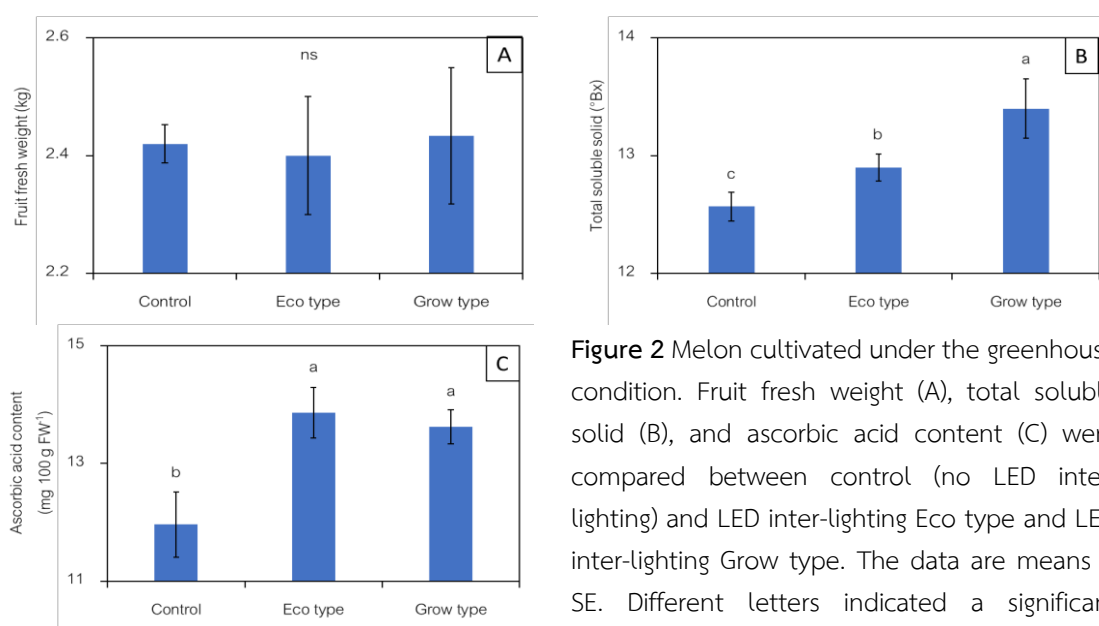 2.6
A
ns
Fruit fresh weight (kg)
2.4
2.2
Control Eco type Grow type
14
B
a
Total soluble solid (°Bx)
b
13
c
12
Control Eco type Grow type
15
C
a
a
Ascorbic acid content
(mg 100 g FW⁻¹)
13
b
11
Control Eco type Grow type
Figure 2 Melon cultivated under the greenhous
condition. Fruit fresh weight (A), total solubl
solid (B), and ascorbic acid content (C) wer
compared between control (no LED inte
lighting) and LED inter-lighting Eco type and LE
inter-lighting Grow type. The data are means
SE. Different letters indicated a significan